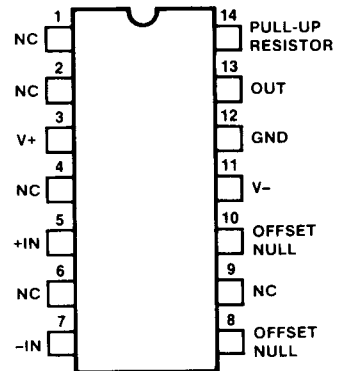 1
NC
2
NC
3
V+
4
NC
5
+IN
6
NC
7
–IN
14
PULL-UP
RESISTOR
13
OUT
12
GND
11
V–
10
OFFSET
NULL
9
NC
8
OFFSET
NULL